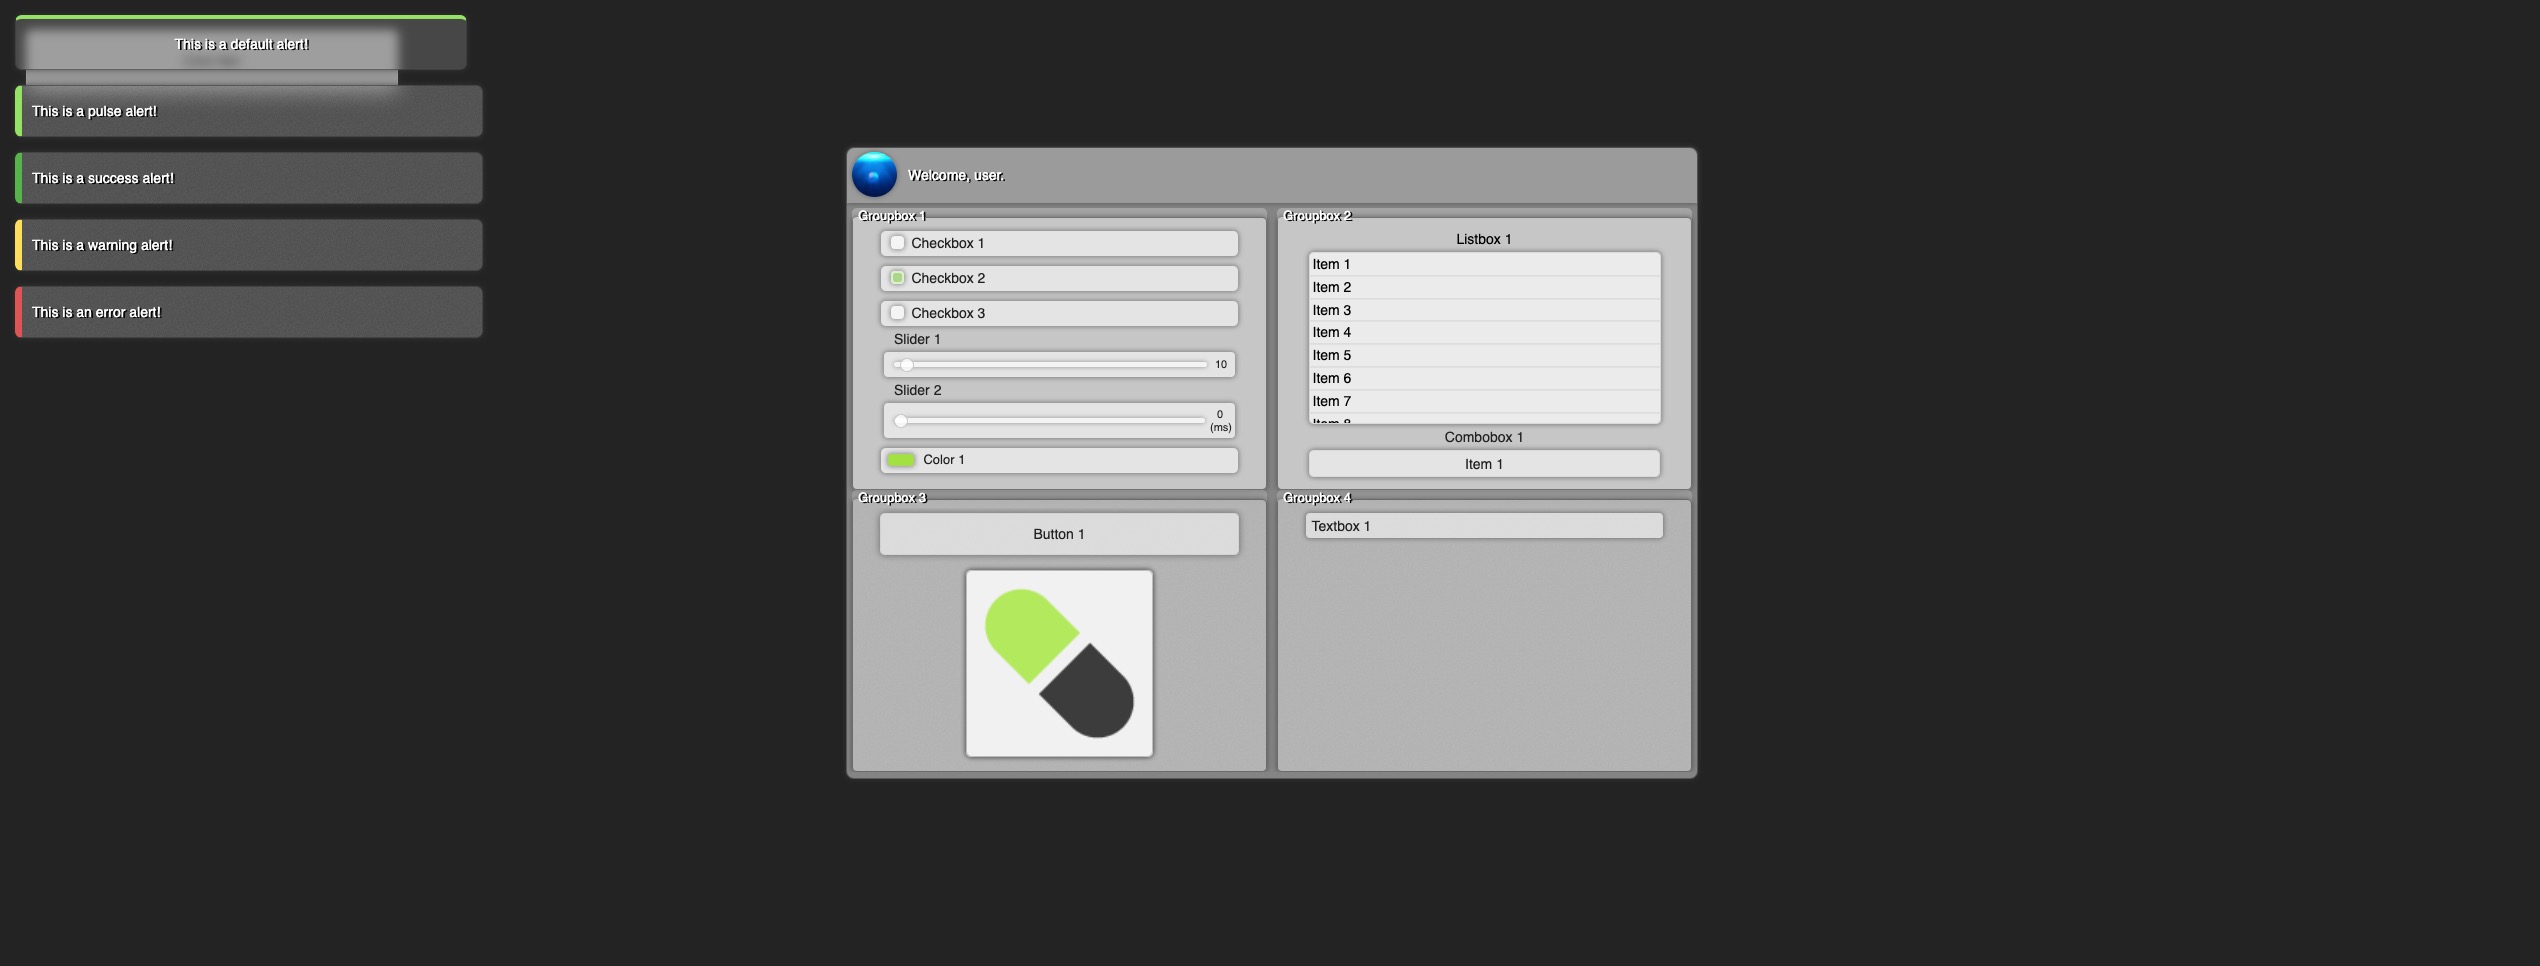 This is a default alert!
This is a pulse alert!
This is a success alert!
This is a warning alert!
This is an error alert!
Welcome, user.
Groupbox 1
Checkbox 1
Checkbox 2
Checkbox 3
Slider 1
10
Slider 2
0
(ms)
Color 1
Groupbox 2
Listbox 1
Item 1
Item 2
Item 3
Item 4
Item 5
Item 6
Item 7
Combobox 1
Item 1
Groupbox 3
Button 1
Groupbox 4
Textbox 1